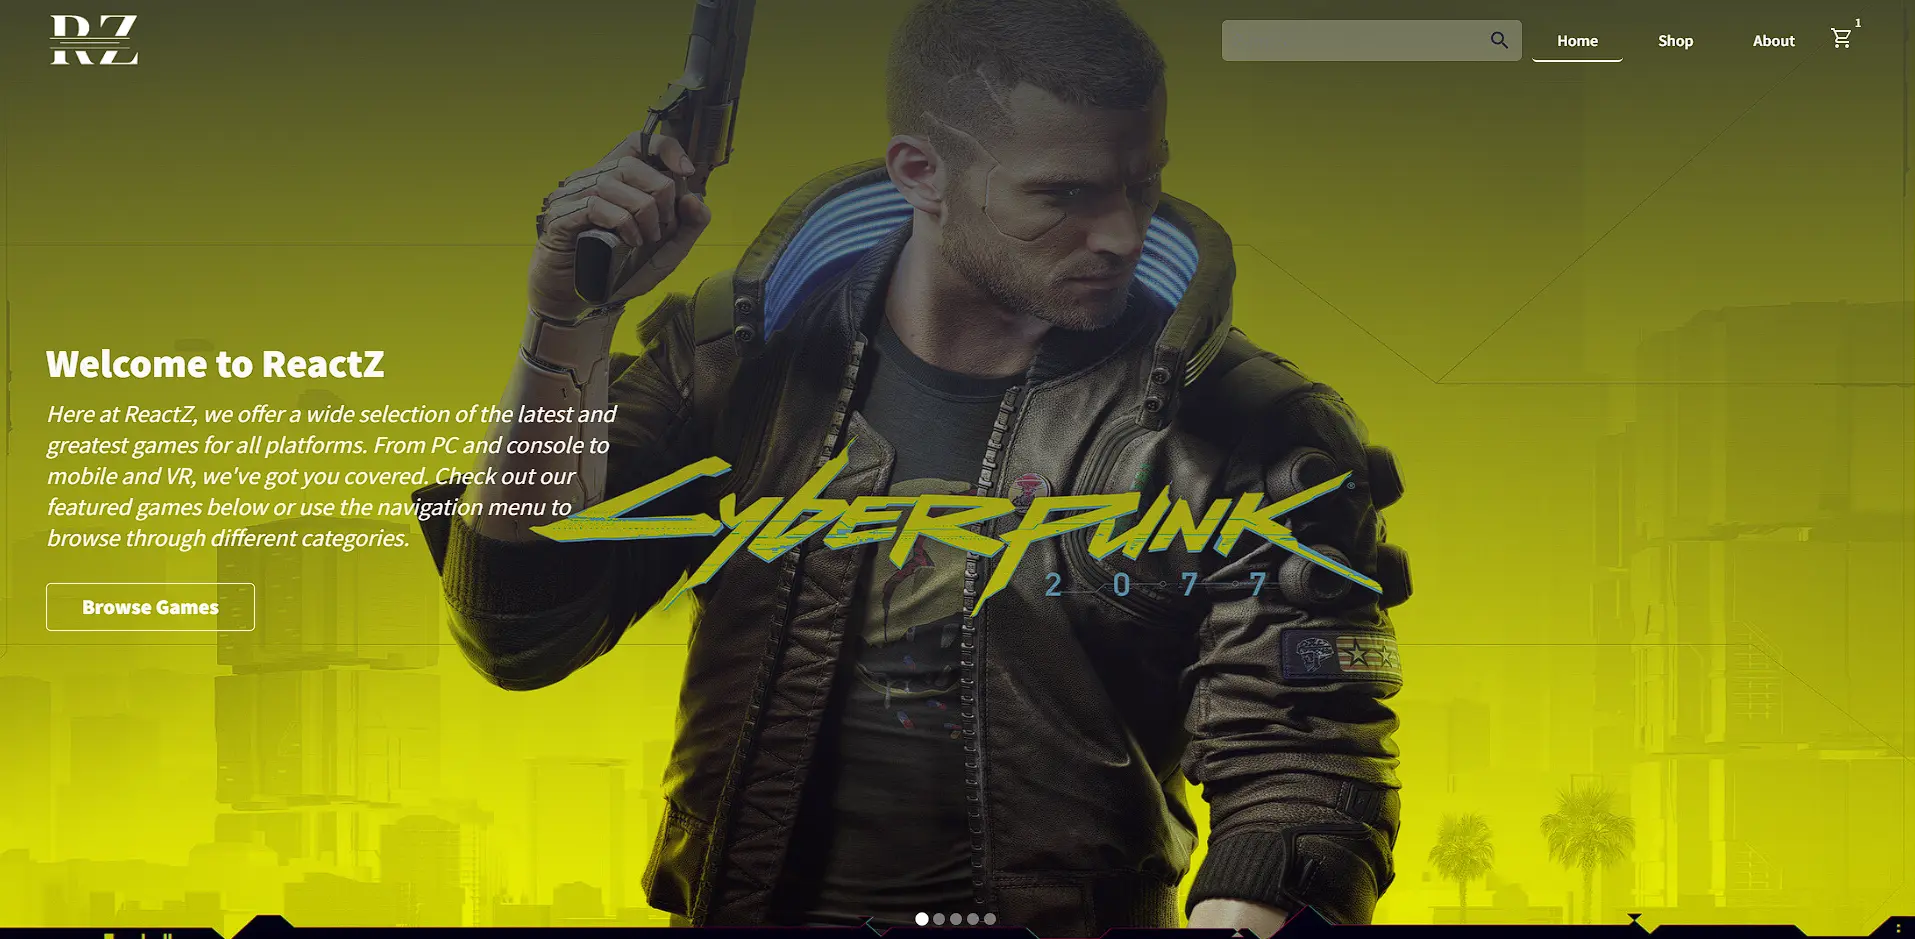 RZ
Home
Shop
About
1
Welcome to ReactZ
Here at ReactZ, we offer a wide selection of the latest and
greatest games for all platforms. From PC and console to
mobile and VR, we've got you covered. Check out our
featured games below or use the navigation menu to
browse through different categories.
Browse Games
CYBERPUNK®
2077